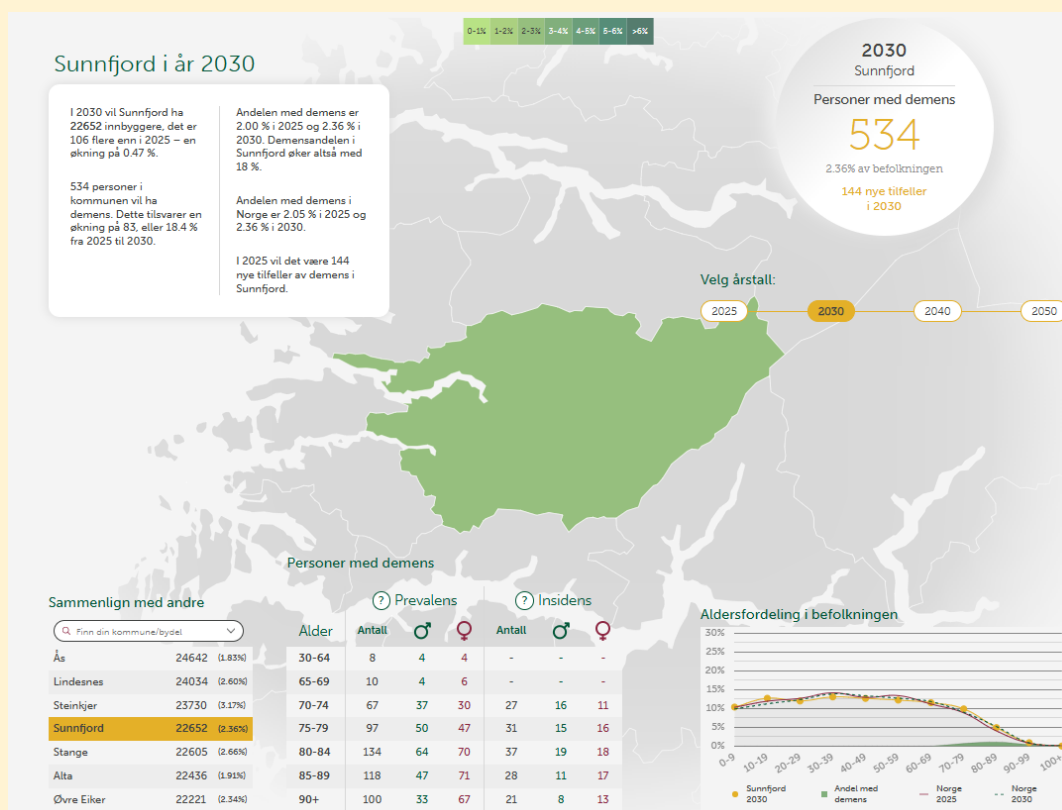 0-1% 1-2% 2-3% 3-4% 4-5% 5-6% >6%
Sunnfjord i år 2030
I 2030 vil Sunnfjord ha
22652 innbyggere, det er
106 flere enn i 2025 – en
økning på 0.47 %.
534 personer i
kommunen vil ha
demens. Dette tilsvarer en
økning på 83, eller 18.4 %
fra 2025 til 2030.
Andelen med demens er
2.00 % i 2025 og 2.36 % i
2030. Demensandelen i
Sunnfjord øker altså med
18 %.
Andelen med demens i
Norge er 2.05 % i 2025 og
2.36 % i 2030.
I 2025 vil det være 144
nye tilfeller av demens i
Sunnfjord.
2030
Sunnfjord
Personer med demens
534
2.36% av befolkningen
144 nye tilfeller
i 2030
Velg årstall:
2025 2030 2040 2050
Sammenlign med andre
Finn din kommune/bydel
Ås 24642 (1.83%)
Lindesnes 24034 (2.60%)
Steinkjer 23730 (3.17%)
Sunnfjord 22652 (2.36%)
Stange 22605 (2.66%)
Alta 22436 (1.91%)
Øvre Eiker 22221 (2.34%)
Personer med demens
? Prevalens ? Insidens
Alder Antall ♂ ♀ Antall ♂ ♀
30-64 8 4 4 - - -
65-69 10 4 6 - - -
70-74 67 37 30 27 16 11
75-79 97 50 47 31 15 16
80-84 134 64 70 37 19 18
85-89 118 47 71 28 11 17
90+ 100 33 67 21 8 13
Aldersfordeling i befolkningen
30%
25%
20%
15%
10%
5%
0%
0-9 10-19 20-29 30-39 40-49 50-59 60-69 70-79 80-89 90-99 100+
Sunnfjord
2030
Andel med
demens
Norge
2025
Norge
2030